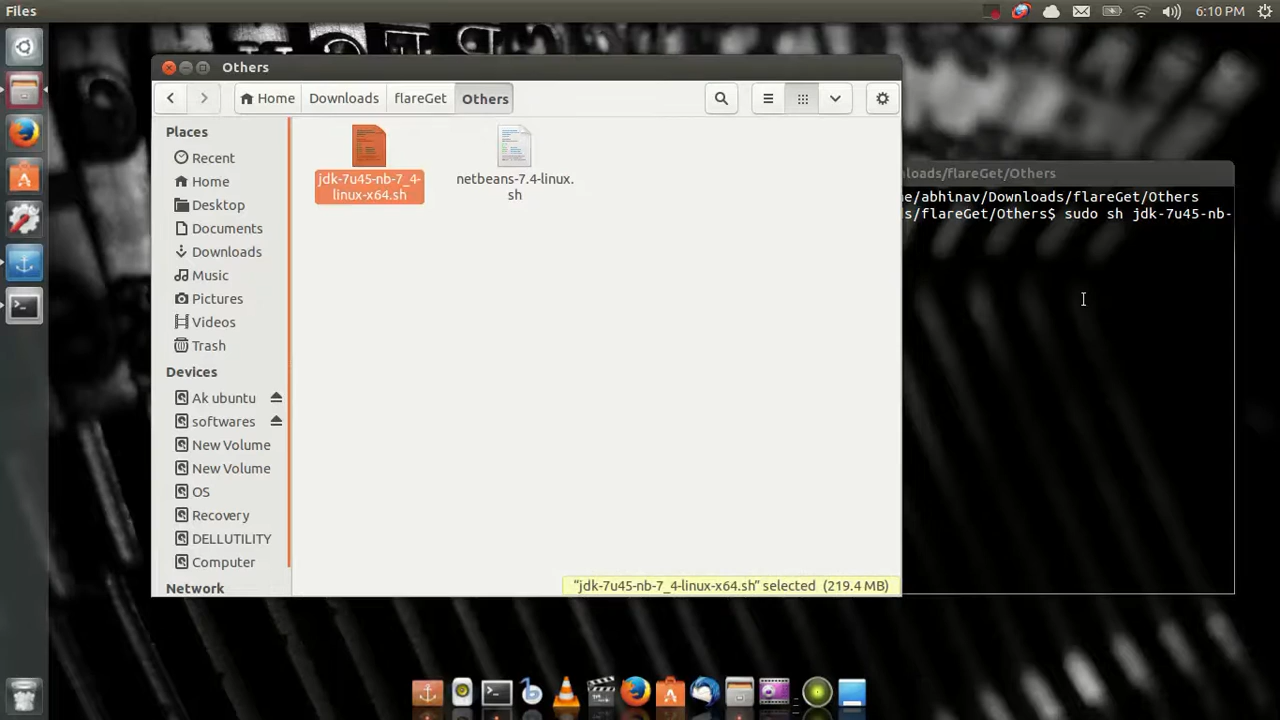 Files
6:10 PM
Others
Home
Downloads
flareGet
Others
Places
Recent
Home
Desktop
Documents
Downloads
Music
Pictures
Videos
Trash
Devices
Ak ubuntu
softwares
New Volume
New Volume
OS
Recovery
DELLUTILITY
Computer
Network
jdk-7u45-nb-7_4-
linux-x64.sh
netbeans-7.4-linux.
sh
"jdk-7u45-nb-7_4-linux-x64.sh" selected (219.4 MB)
loads/flareGet/Others
e/abhinav/Downloads/flareGet/Others
s/flareGet/Others$ sudo sh jdk-7u45-nb-